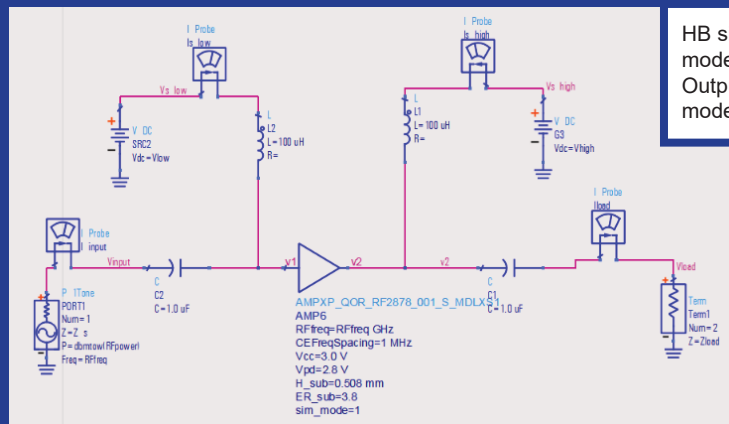 I Probe
Is_low
I Probe
Is_high
HB s
mode
Outp
mode
Vs_low
Vs_high
L
L2
L=100 uH
R=
L
L1
L=100 uH
R=
V_DC
SRC2
Vdc=Vlow
V_DC
G3
Vdc=Vhigh
I Probe
I_input
I Probe
Iload
Vinput
v1
v2
v2
Vload
C
C2
C=1.0 uF
C
C1
C=1.0 uF
P_1Tone
PORT1
Num=1
Z=Z_s
P=dbmtow(RFpower)
Freq=RFfreq
AMPXP_QOR_RF2878_001_S_MDLXS1
AMP6
RFfreq=RFfreq GHz
CEFreqSpacing=1 MHz
Vcc=3.0 V
Vpd=2.8 V
H_sub=0.508 mm
ER_sub=3.8
sim_mode=1
Term
Term1
Num=2
Z=Zload